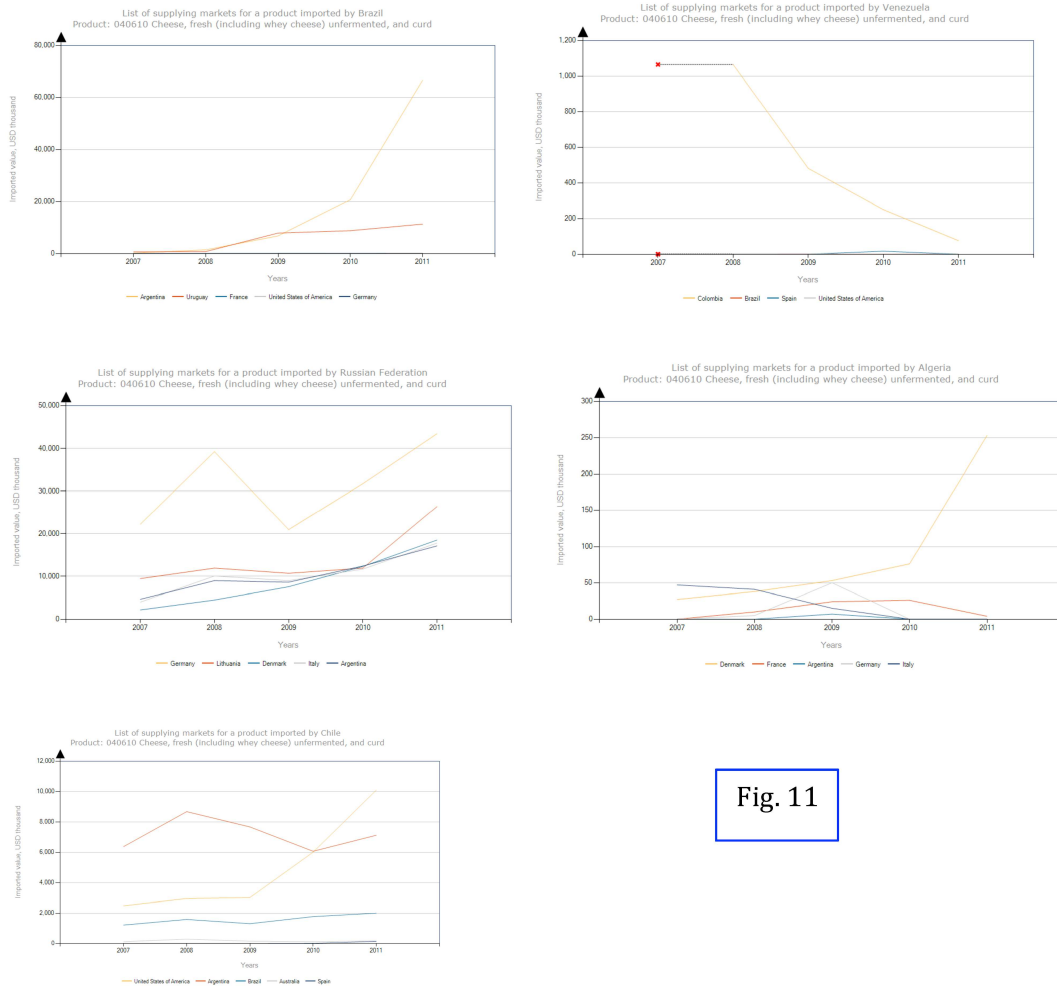 List of supplying markets for a product imported by Brazil
Product: 040610 Cheese, fresh (including whey cheese) unfermented, and curd
80,000
60,000
40,000
20,000
0
Imported value, USD thousand
2007 2008 2009 2010 2011
Years
Argentina Uruguay France United States of America Germany
List of supplying markets for a product imported by Venezuela
Product: 040610 Cheese, fresh (including whey cheese) unfermented, and curd
1,200
1,000
800
600
400
200
0
Imported value, USD thousand
2007 2008 2009 2010 2011
Years
Colombia Brazil Spain United States of America
List of supplying markets for a product imported by Russian Federation
Product: 040610 Cheese, fresh (including whey cheese) unfermented, and curd
50,000
40,000
30,000
20,000
10,000
0
Imported value, USD thousand
2007 2008 2009 2010 2011
Years
Germany Lithuania Denmark Italy Argentina
List of supplying markets for a product imported by Algeria
Product: 040610 Cheese, fresh (including whey cheese) unfermented, and curd
300
250
200
150
100
50
0
Imported value, USD thousand
2007 2008 2009 2010 2011
Years
Denmark France Argentina Germany Italy
List of supplying markets for a product imported by Chile
Product: 040610 Cheese, fresh (including whey cheese) unfermented, and curd
12,000
10,000
8,000
6,000
4,000
2,000
0
Imported value, USD thousand
2007 2008 2009 2010 2011
Years
United States of America Argentina Brazil Australia Spain
Fig. 11